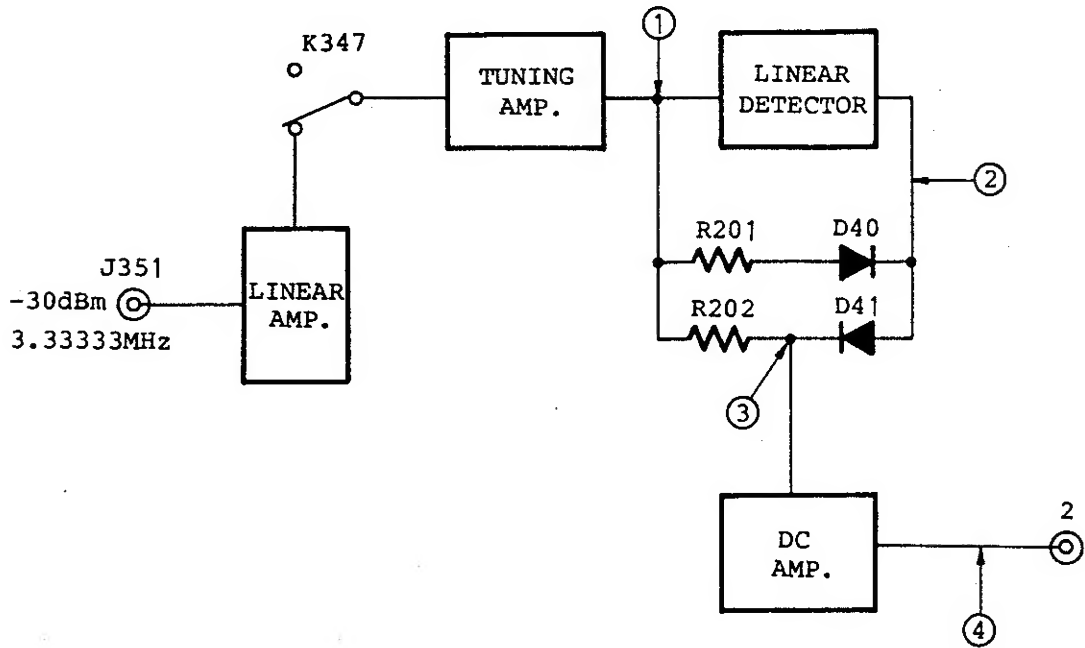 K347
TUNING
AMP.
①
LINEAR
DETECTOR
②
R201
D40
J351
-30dBm
3.33333MHz
LINEAR
AMP.
R202
D41
③
DC
AMP.
2
④